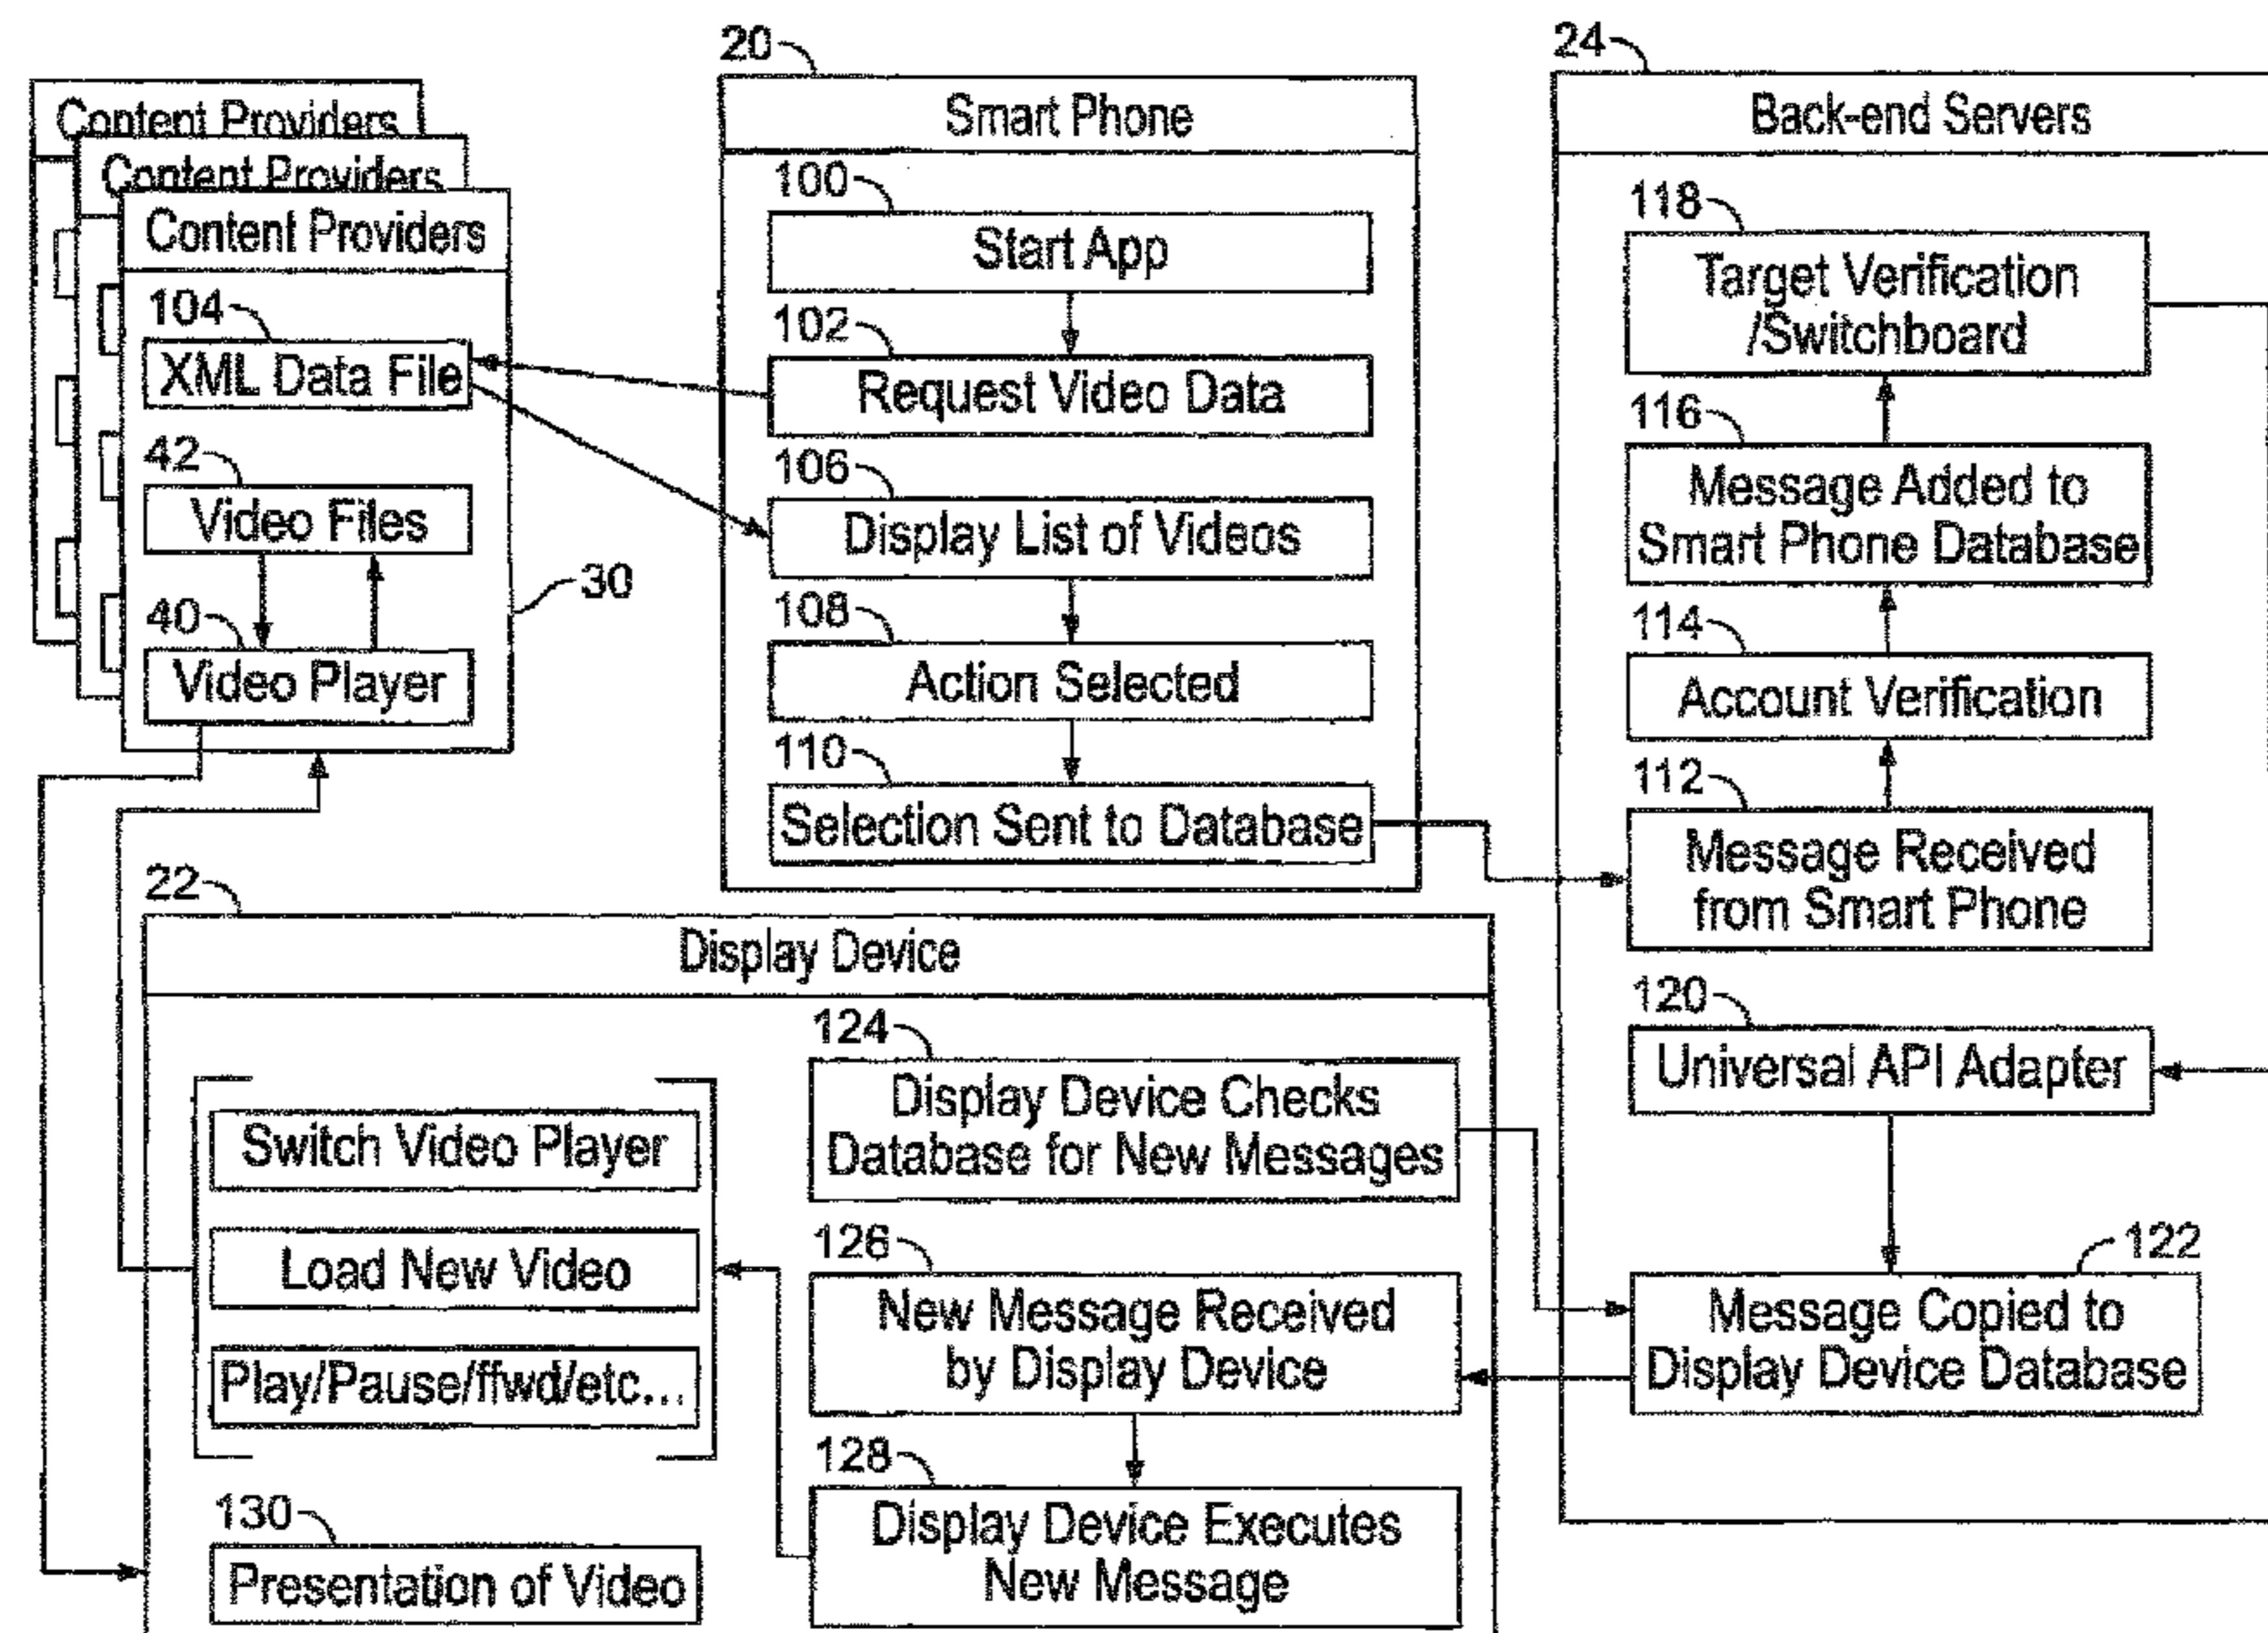 Content Providers
Content Providers
Content Providers
104
XML Data File
42
Video Files
40
Video Player
30
20
Smart Phone
100
Start App
102
Request Video Data
106
Display List of Videos
108
Action Selected
110
Selection Sent to Database
24
Back-end Servers
118
Target Verification
/Switchboard
116
Message Added to
Smart Phone Database
114
Account Verification
112
Message Received
from Smart Phone
120
Universal API Adapter
122
Message Copied to
Display Device Database
22
Display Device
124
Display Device Checks
Database for New Messages
126
New Message Received
by Display Device
128
Display Device Executes
New Message
Switch Video Player
Load New Video
Play/Pause/ffwd/etc...
130
Presentation of Video